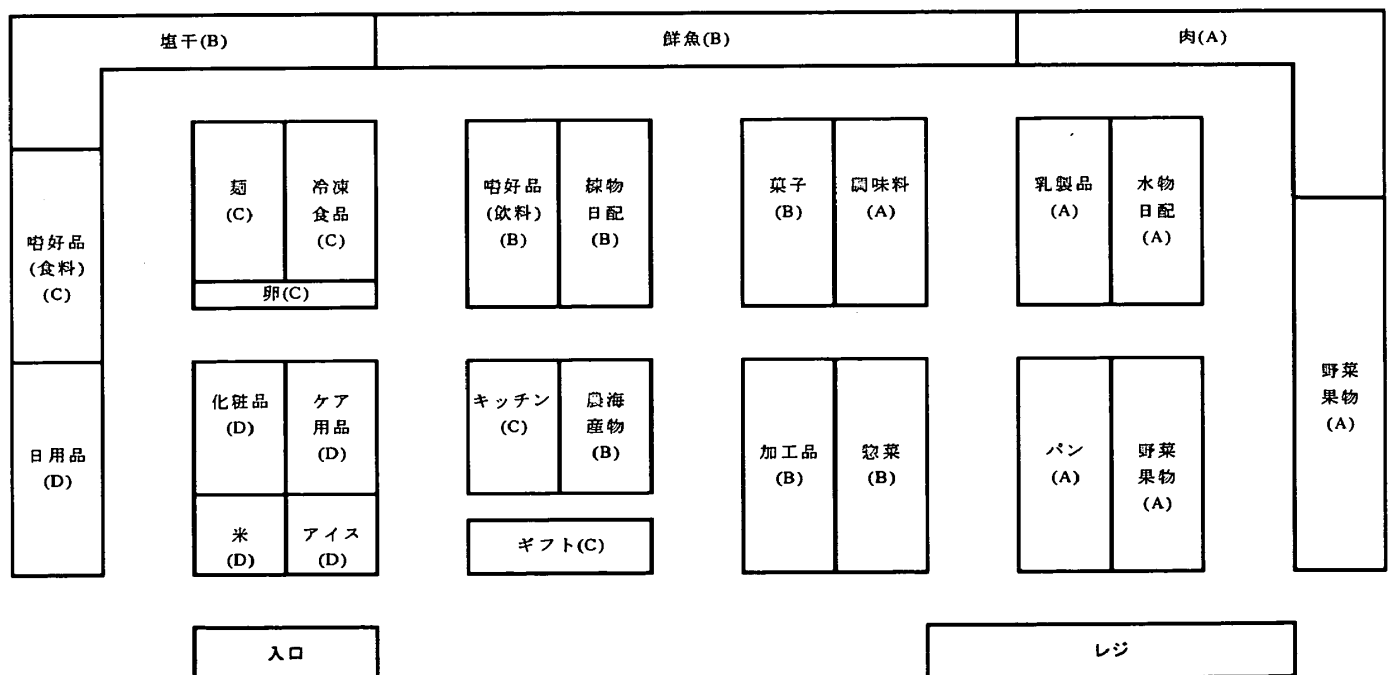 塩干(B)
鮮魚(B)
肉(A)
麺
(C)
冷凍
食品
(C)
卵(C)
嗜好品
(飲料)
(B)
練物
日配
(B)
菓子
(B)
調味料
(A)
乳製品
(A)
水物
日配
(A)
嗜好品
(食料)
(C)
日用品
(D)
化粧品
(D)
ケア
用品
(D)
米
(D)
アイス
(D)
キッチン
(C)
農海
産物
(B)
ギフト(C)
加工品
(B)
惣菜
(B)
パン
(A)
野菜
果物
(A)
野菜
果物
(A)
入口
レジ